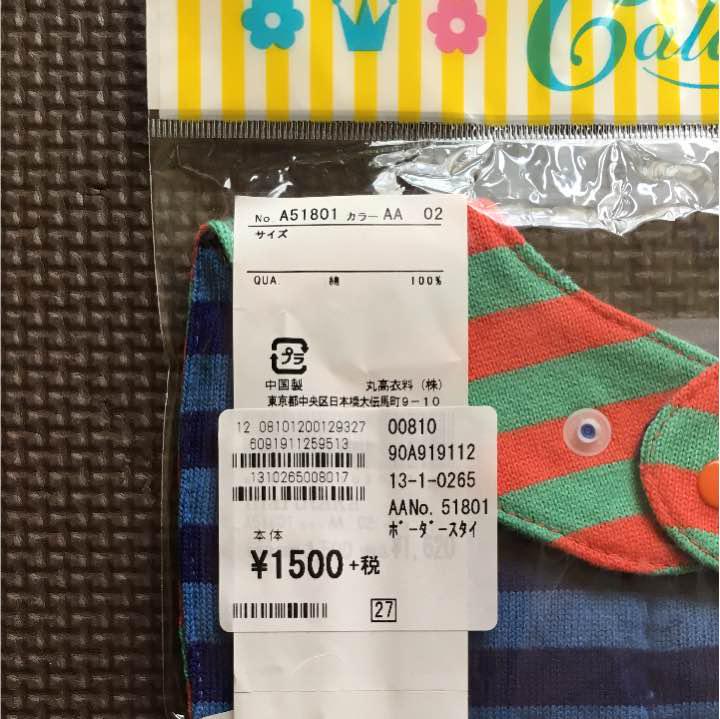 No. A51801 カラー AA 02
サイズ
QUA. 綿 100%
プラ
中国製 丸高衣料(株)
東京都中央区日本橋大伝馬町9-10
12 08101200129327
6091911259513
1310265008017
00810
90A919112
13-1-0265
AANo. 51801
ボーダースタイ
本体
¥1500+税
27